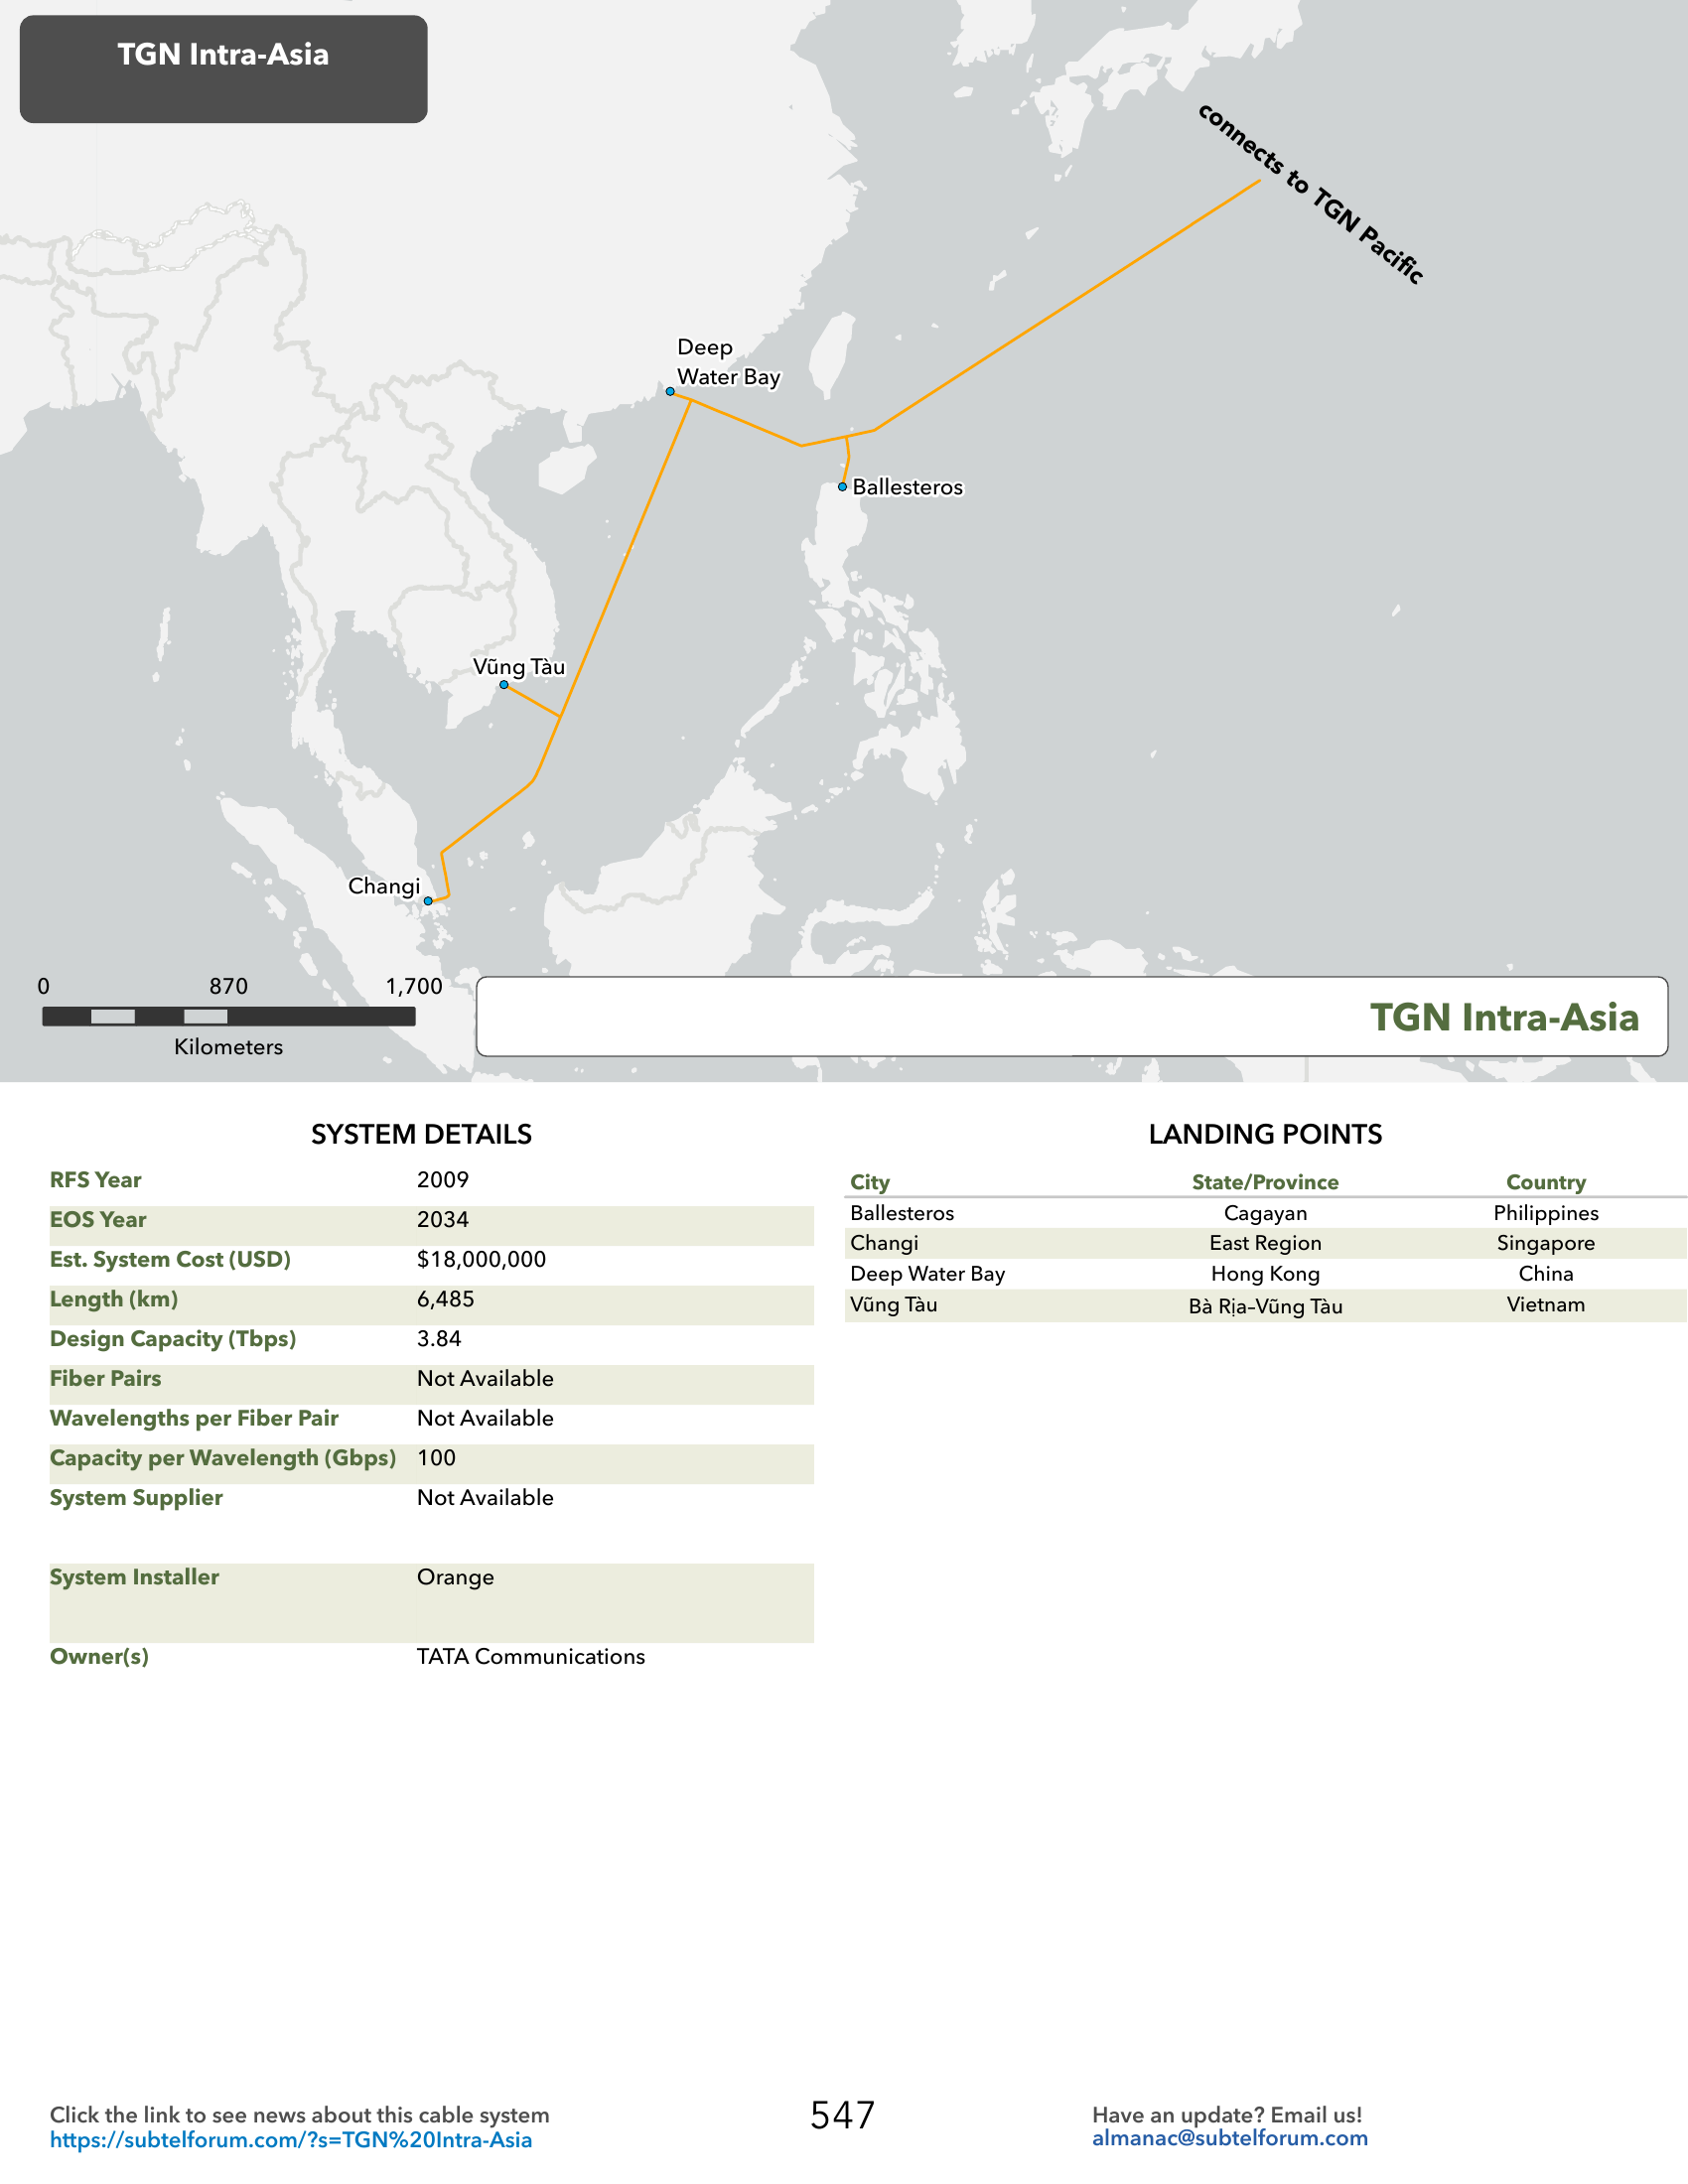 TGN Intra-Asia
connects to TGN Pacific
Deep
Water Bay
Ballesteros
Vũng Tàu
Changi
0 870 1,700
Kilometers
TGN Intra-Asia
SYSTEM DETAILS
RFS Year 2009
EOS Year 2034
Est. System Cost (USD) $18,000,000
Length (km) 6,485
Design Capacity (Tbps) 3.84
Fiber Pairs Not Available
Wavelengths per Fiber Pair Not Available
Capacity per Wavelength (Gbps) 100
System Supplier Not Available
System Installer Orange
Owner(s) TATA Communications
LANDING POINTS
City State/Province Country
Ballesteros Cagayan Philippines
Changi East Region Singapore
Deep Water Bay Hong Kong China
Vũng Tàu Bà Rịa–Vũng Tàu Vietnam
Click the link to see news about this cable system
https://subtelforum.com/?s=TGN%20Intra-Asia
547
Have an update? Email us!
almanac@subtelforum.com